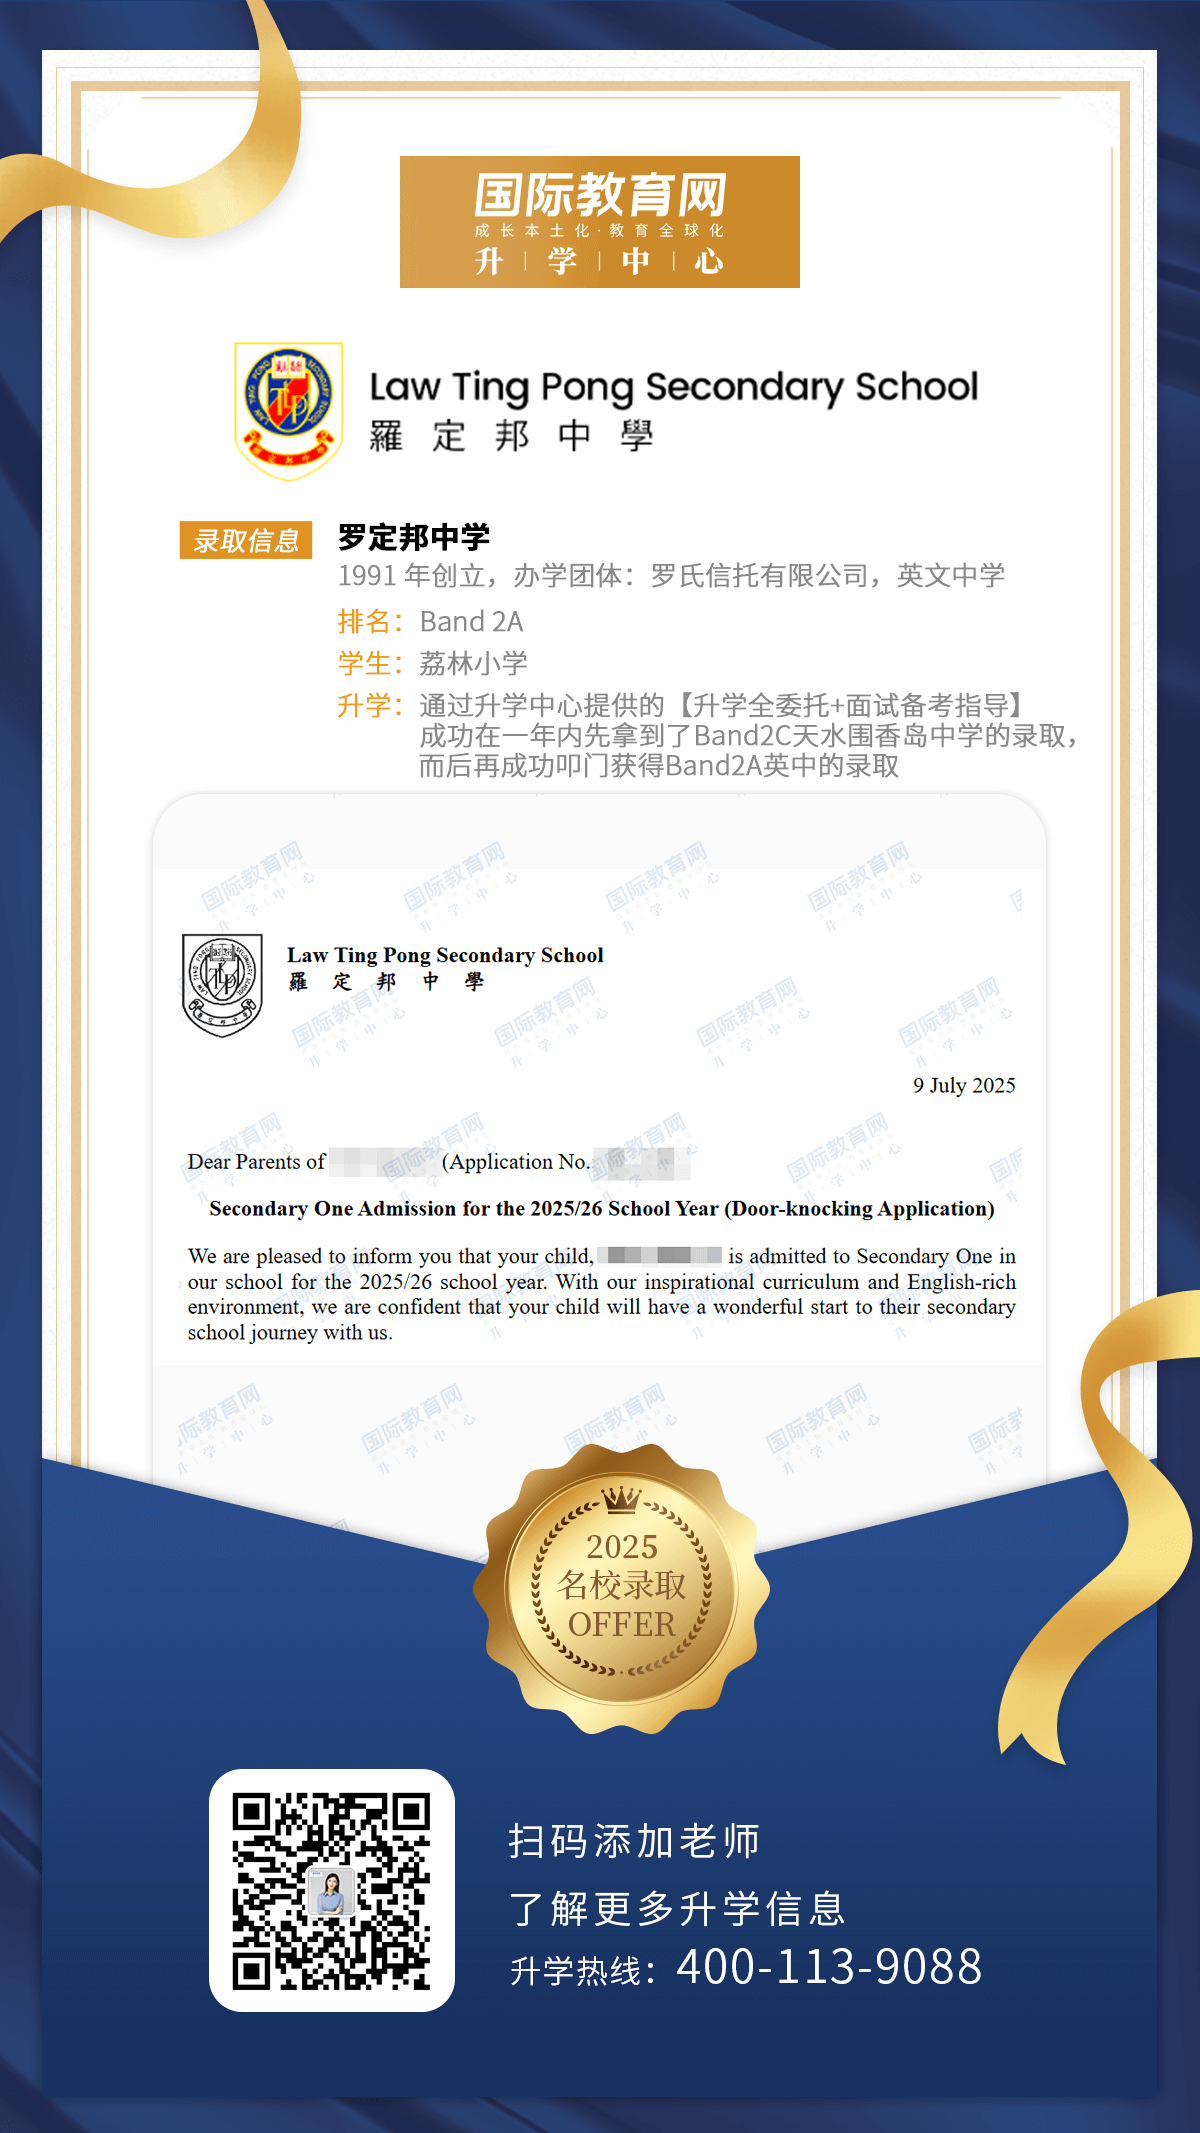 国际教育网
成长本土化·教育全球化
升|学|中|心
Law Ting Pong Secondary School
羅定邦中學
录取信息
罗定邦中学
1991 年创立，办学团体：罗氏信托有限公司，英文中学
排名：Band 2A
学生：荔林小学
升学：通过升学中心提供的【升学全委托+面试备考指导】
成功在一年内先拿到了Band2C天水围香岛中学的录取，
而后再成功叩门获得Band2A英中的录取
Law Ting Pong Secondary School
羅定邦中學
9 July 2025
Dear Parents of (Application No.
Secondary One Admission for the 2025/26 School Year (Door-knocking Application)
We are pleased to inform you that your child, is admitted to Secondary One in
our school for the 2025/26 school year. With our inspirational curriculum and English-rich
environment, we are confident that your child will have a wonderful start to their secondary
school journey with us.
2025
名校录取
OFFER
扫码添加老师
了解更多升学信息
升学热线：400-113-9088